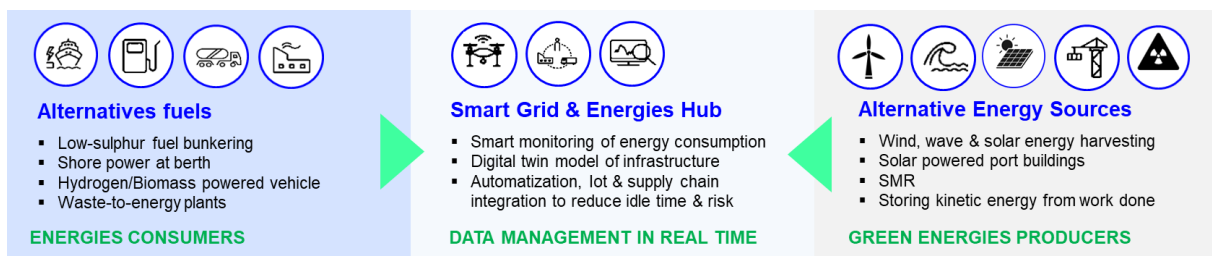 Alternatives fuels
▪ Low-sulphur fuel bunkering
▪ Shore power at berth
▪ Hydrogen/Biomass powered vehicle
▪ Waste-to-energy plants
ENERGIES CONSUMERS
Smart Grid & Energies Hub
▪ Smart monitoring of energy consumption
▪ Digital twin model of infrastructure
▪ Automatization, Iot & supply chain
integration to reduce idle time & risk
DATA MANAGEMENT IN REAL TIME
Alternative Energy Sources
▪ Wind, wave & solar energy harvesting
▪ Solar powered port buildings
▪ SMR
▪ Storing kinetic energy from work done
GREEN ENERGIES PRODUCERS